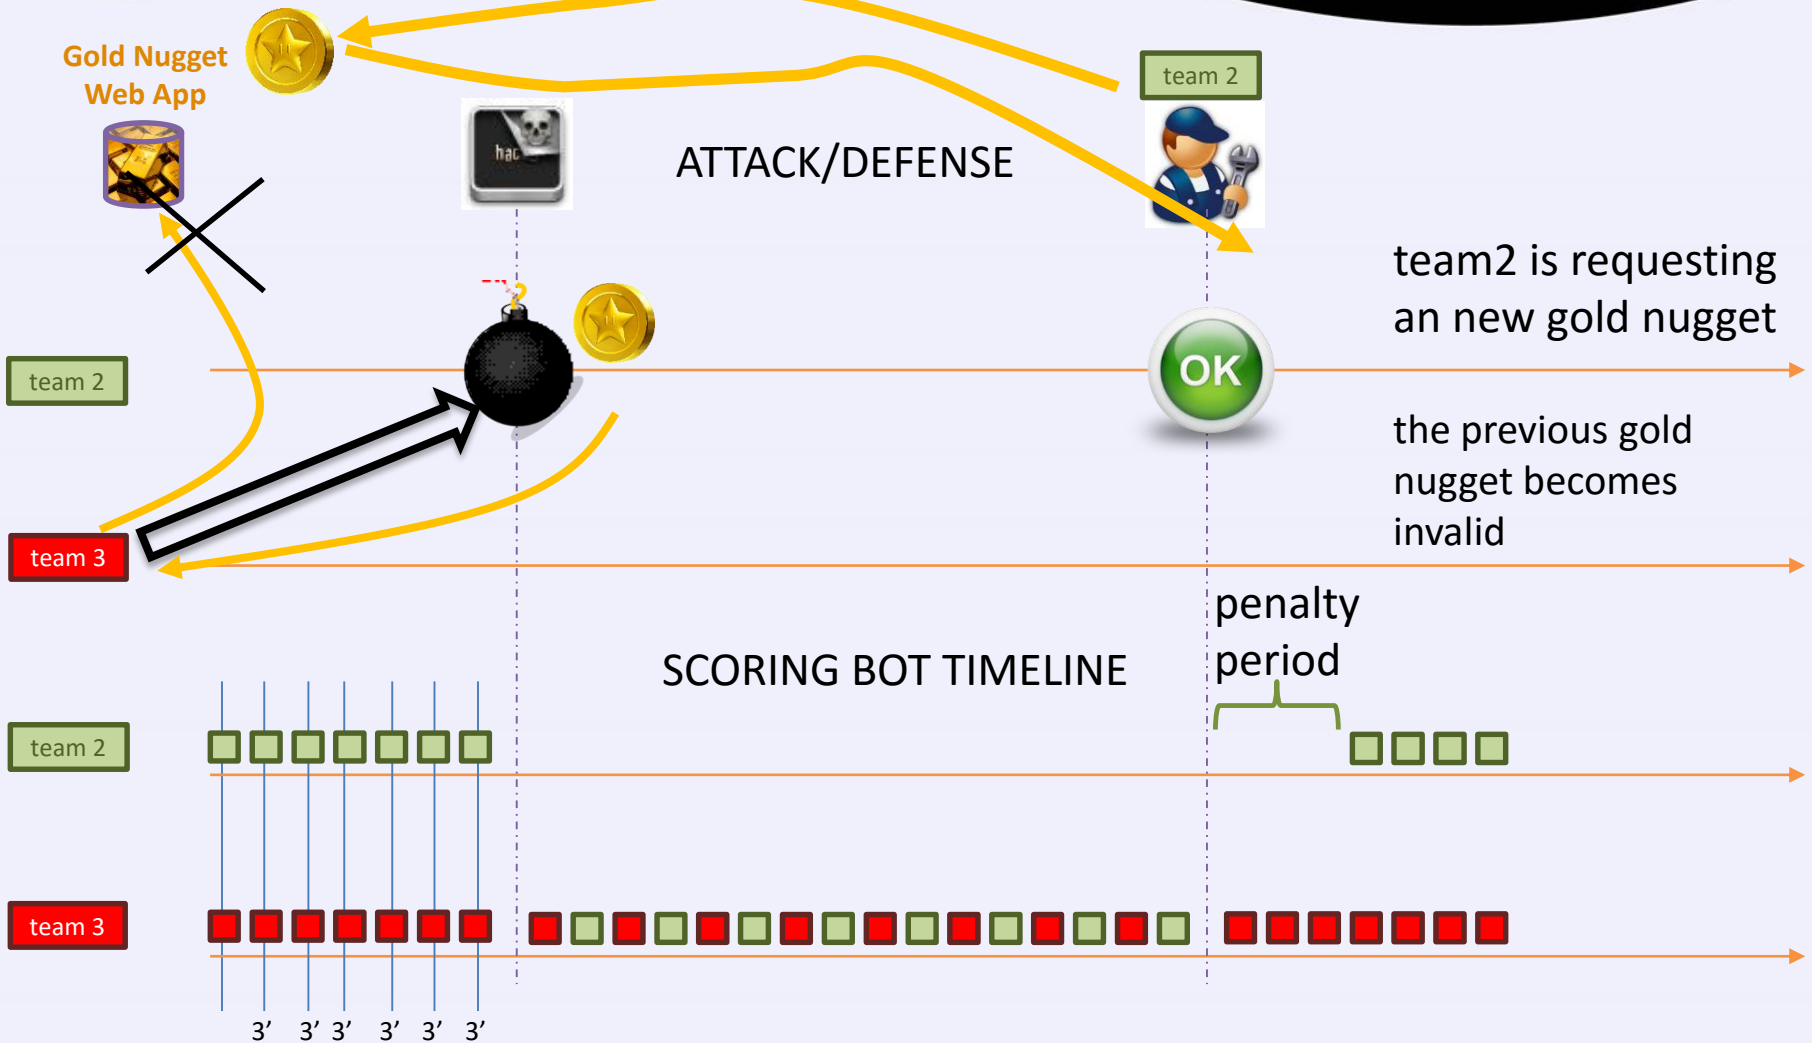 Gold Nugget
Web App
team 2
hac
ATTACK/DEFENSE
team2 is requesting
an new gold nugget
OK
team 2
the previous gold
nugget becomes
invalid
team 3
penalty
period
SCORING BOT TIMELINE
team 2
team 3
3’ 3’ 3’ 3’ 3’ 3’